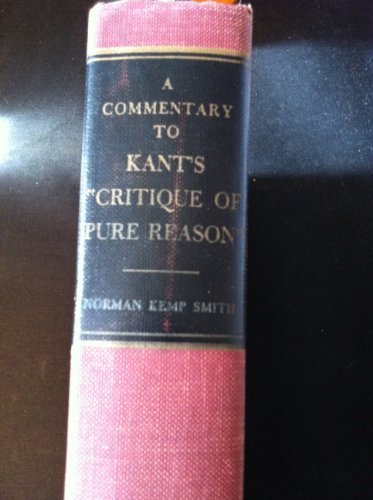 A
COMMENTARY
TO
KANT'S
"CRITIQUE OF
PURE REASON"
NORMAN KEMP SMITH